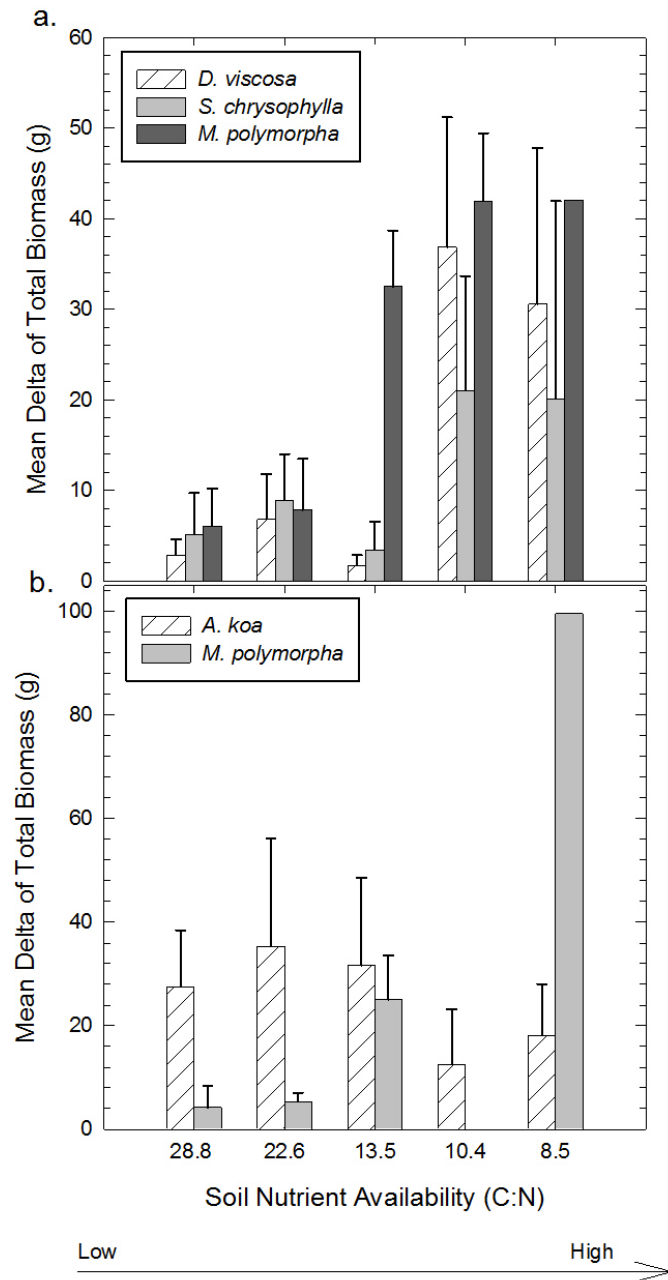 a.
60
50
40
30
20
10
0
Mean Delta of Total Biomass (g)
D. viscosa
S. chrysophylla
M. polymorpha
b.
100
80
60
40
20
0
Mean Delta of Total Biomass (g)
A. koa
M. polymorpha
28.8 22.6 13.5 10.4 8.5
Soil Nutrient Availability (C:N)
Low High